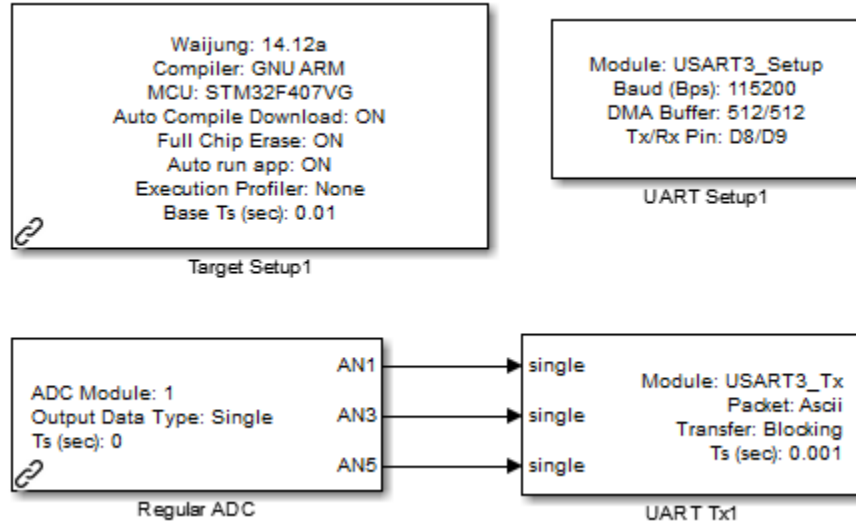 Waijung: 14.12a
Compiler: GNU ARM
MCU: STM32F407VG
Auto Compile Download: ON
Full Chip Erase: ON
Auto run app: ON
Execution Profiler: None
Base Ts (sec): 0.01
Target Setup1
Module: USART3_Setup
Baud (Bps): 115200
DMA Buffer: 512/512
Tx/Rx Pin: D8/D9
UART Setup1
ADC Module: 1
Output Data Type: Single
Ts (sec): 0
AN1
AN3
AN5
Regular ADC
single
single
single
Module: USART3_Tx
Packet: Ascii
Transfer: Blocking
Ts (sec): 0.001
UART Tx1